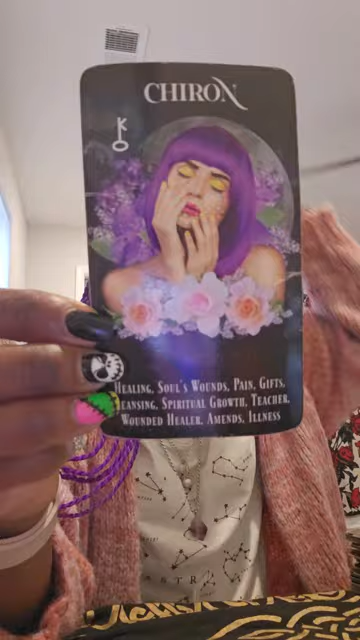 CHIRON
HEALING, SOUL'S WOUNDS, PAIN, GIFTS,
CLEANSING, SPIRITUAL GROWTH, TEACHER,
WOUNDED HEALER, AMENDS, ILLNESS